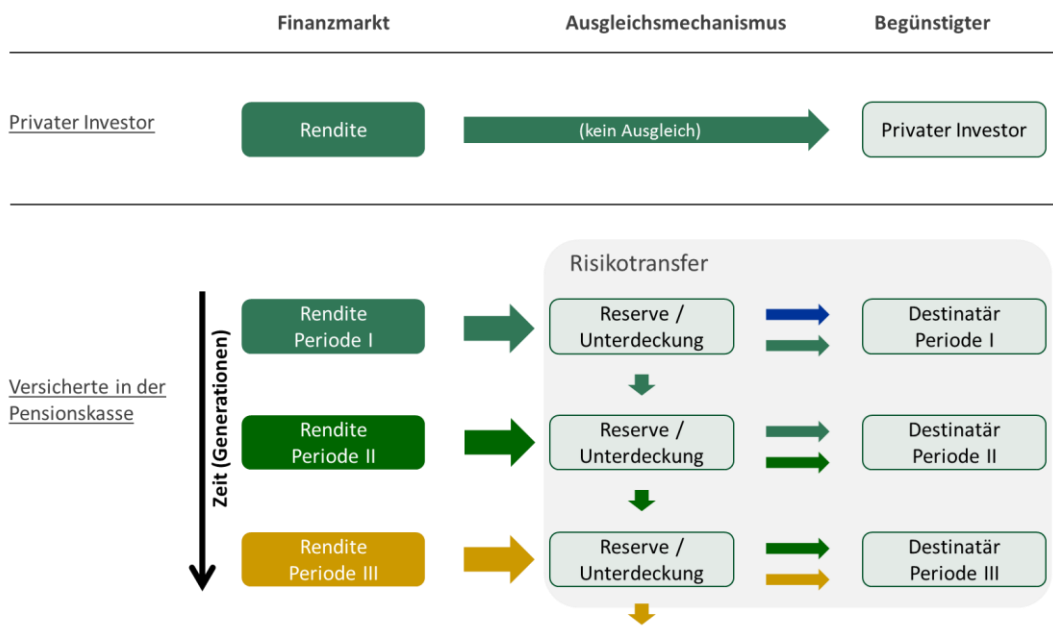 Finanzmarkt
Ausgleichsmechanismus
Begünstigter
Privater Investor
Rendite
(kein Ausgleich)
Privater Investor
Risikotransfer
Zeit (Generationen)
Versicherte in der
Pensionskasse
Rendite
Periode I
Reserve /
Unterdeckung
Destinatär
Periode I
Rendite
Periode II
Reserve /
Unterdeckung
Destinatär
Periode II
Rendite
Periode III
Reserve /
Unterdeckung
Destinatär
Periode III